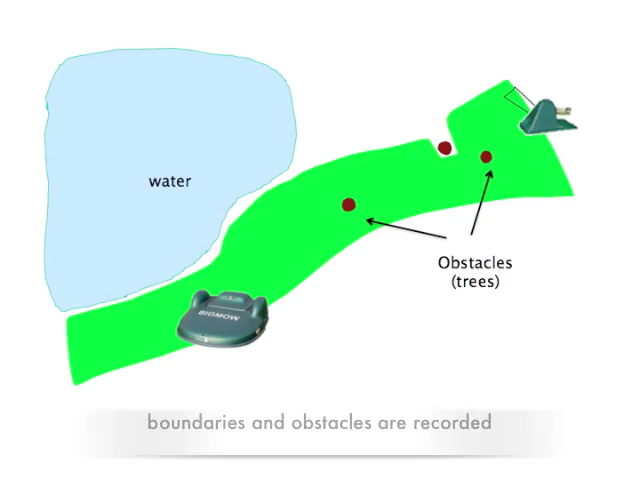 water
Obstacles
(trees)
BIGMOW
boundaries and obstacles are recorded